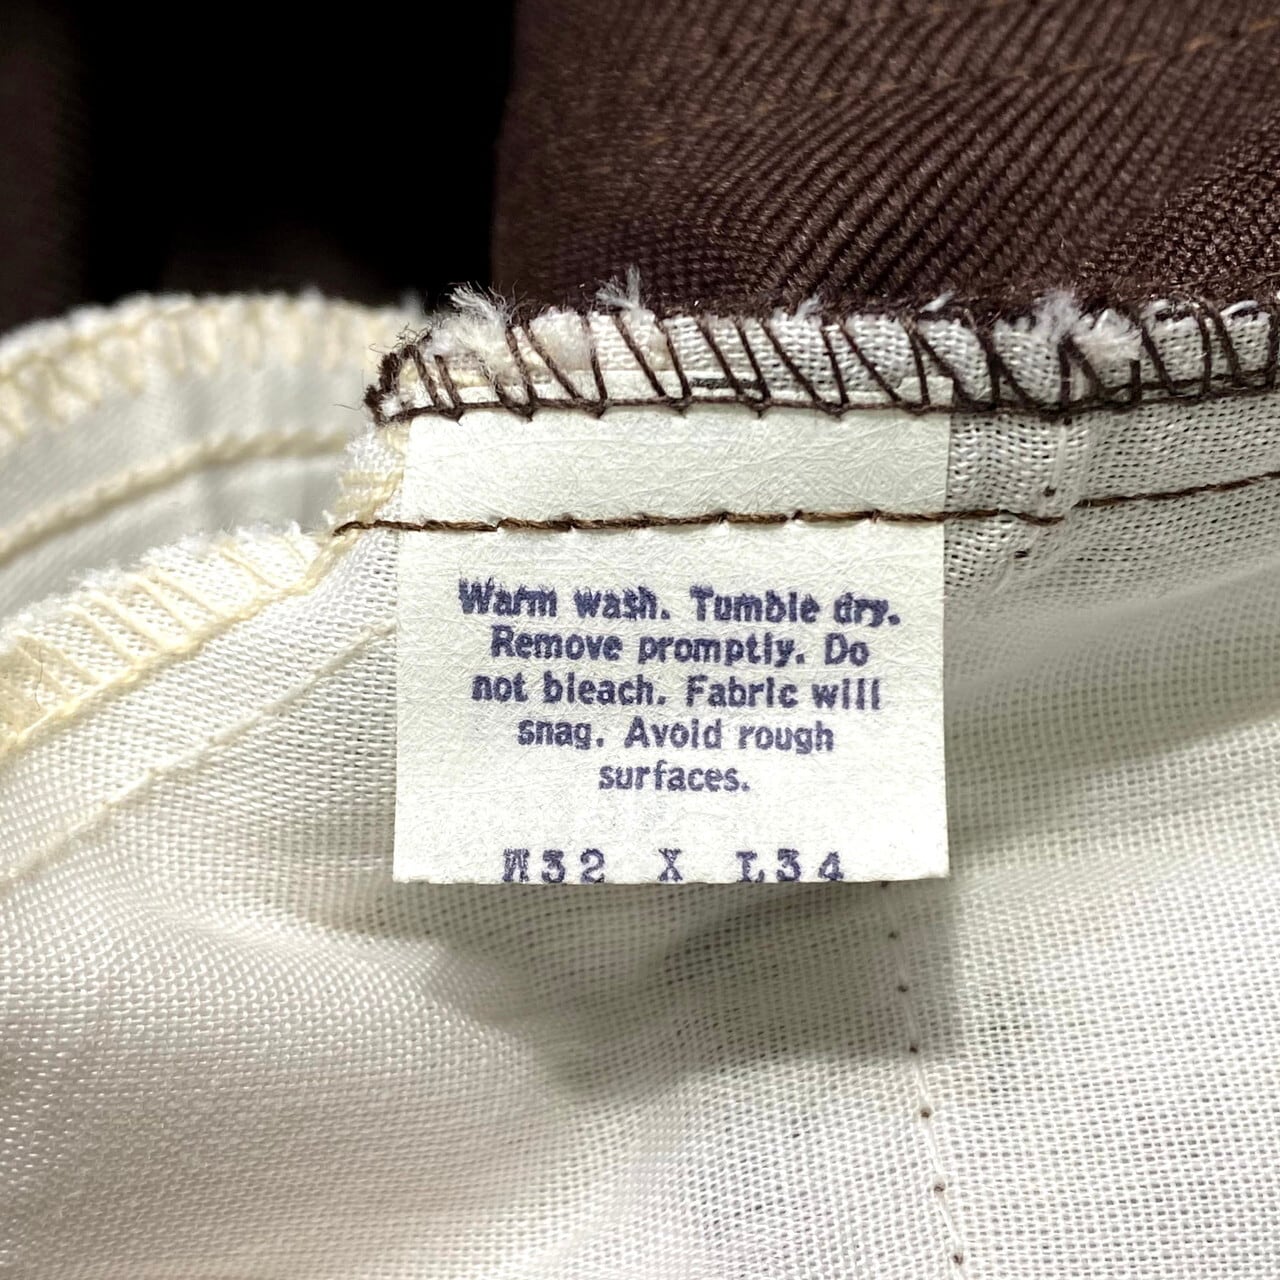 Warm wash. Tumble dry.
Remove promptly. Do
not bleach. Fabric will
snag. Avoid rough
surfaces.
W32 X L34